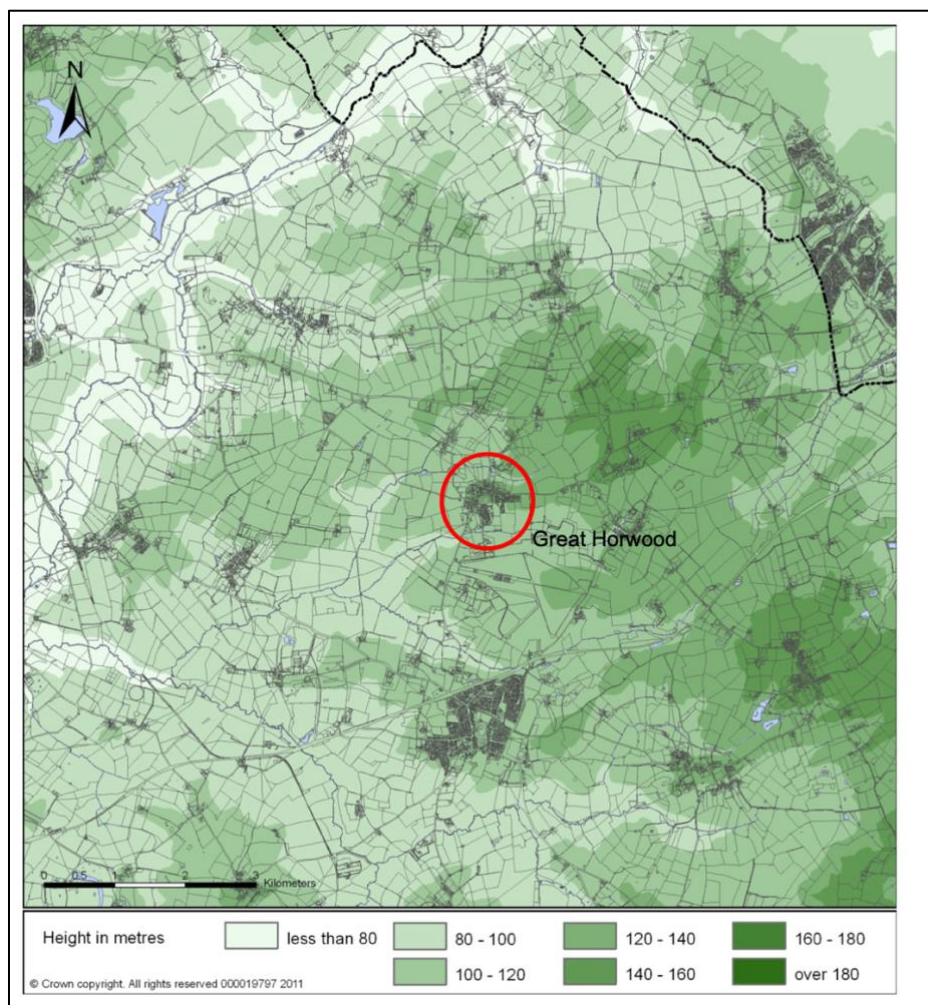 N
Great Horwood
0 0.5 1 2 3
Kilometers
Height in metres
less than 80
80 - 100
120 - 140
160 - 180
100 - 120
140 - 160
over 180
© Crown copyright. All rights reserved 000019797 2011